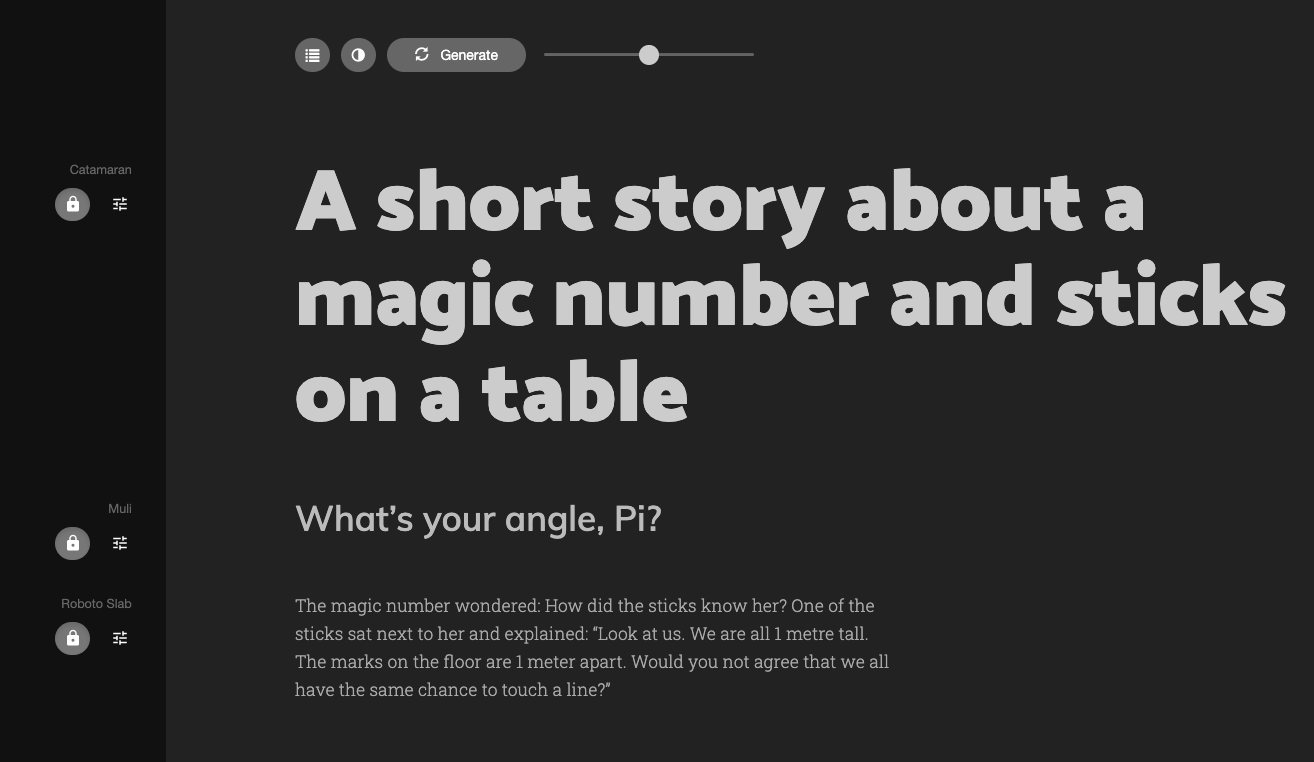 Generate
Catamaran
A short story about a
magic number and sticks
on a table
Muli
What’s your angle, Pi?
Roboto Slab
The magic number wondered: How did the sticks know her? One of the
sticks sat next to her and explained: “Look at us. We are all 1 metre tall.
The marks on the floor are 1 meter apart. Would you not agree that we all
have the same chance to touch a line?”